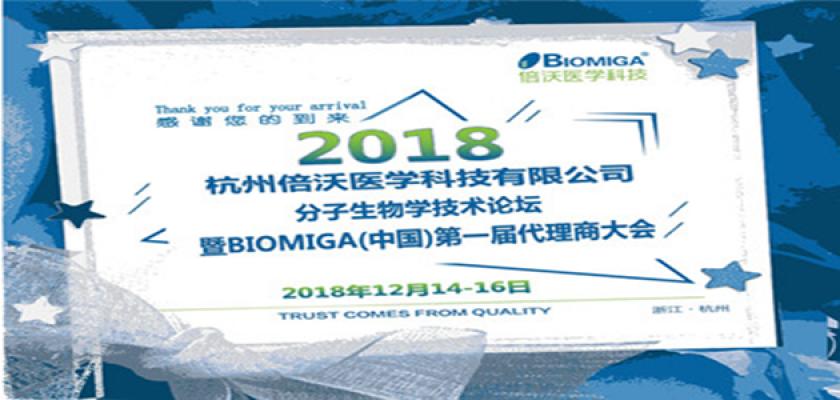 BIOMIGA®
倍沃医学科技
Thank you for your arrival
感谢您的到来
2018
杭州倍沃医学科技有限公司
分子生物学技术论坛
暨BIOMIGA(中国)第一届代理商大会
2018年12月14-16日
TRUST COMES FROM QUALITY
浙江·杭州